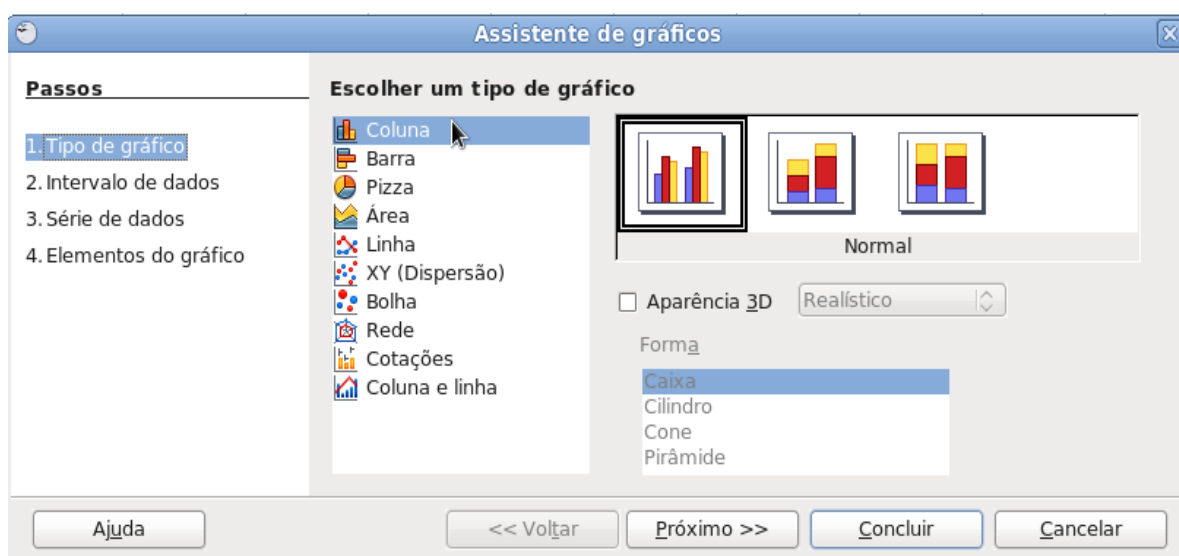 Assistente de gráficos
Passos
1. Tipo de gráfico
2. Intervalo de dados
3. Série de dados
4. Elementos do gráfico
Escolher um tipo de gráfico
Coluna
Barra
Pizza
Área
Linha
XY (Dispersão)
Bolha
Rede
Cotações
Coluna e linha
Normal
Aparência 3D
Realístico
Forma
Caixa
Cilindro
Cone
Pirâmide
Ajuda
<< Voltar
Próximo >>
Concluir
Cancelar